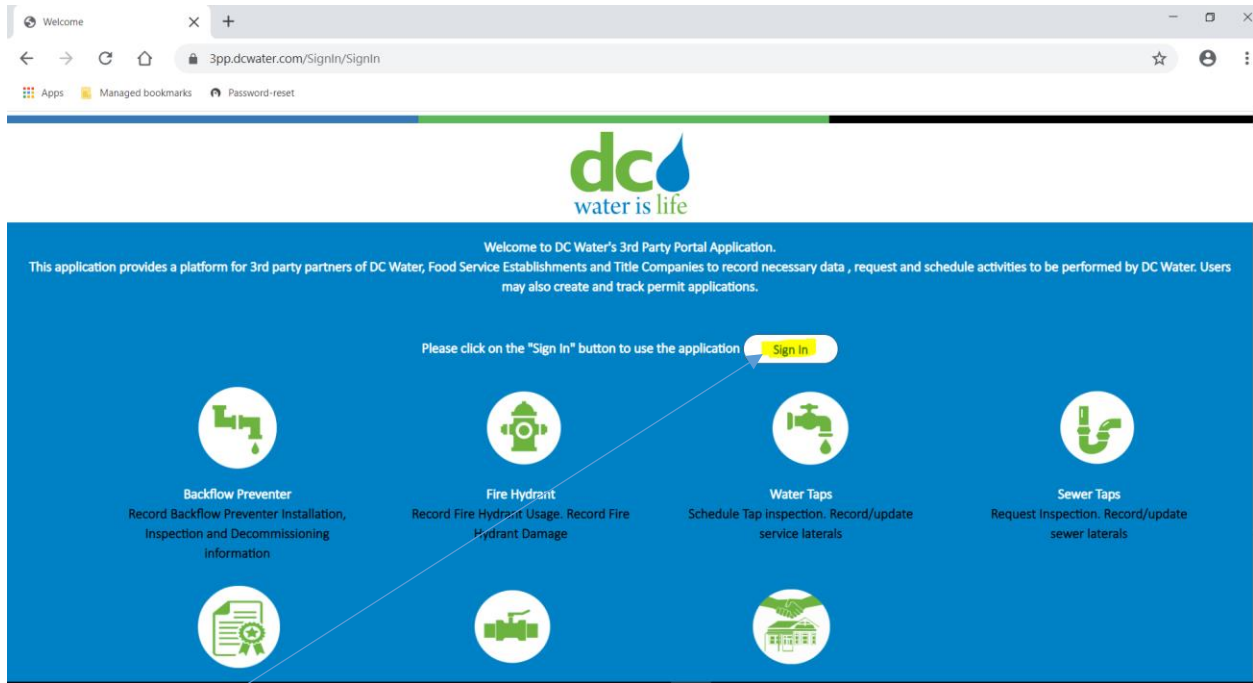 Welcome
3pp.dcwater.com/SignIn/SignIn
Apps Managed bookmarks Password-reset
dc
water is life
Welcome to DC Water's 3rd Party Portal Application.
This application provides a platform for 3rd party partners of DC Water, Food Service Establishments and Title Companies to record necessary data , request and schedule activities to be performed by DC Water. Users
may also create and track permit applications.
Please click on the "Sign In" button to use the application Sign In
Backflow Preventer
Record Backflow Preventer Installation,
Inspection and Decommissioning
information
Fire Hydrant
Record Fire Hydrant Usage. Record Fire
Hydrant Damage
Water Taps
Schedule Tap inspection. Record/update
service laterals
Sewer Taps
Request Inspection. Record/update
sewer laterals